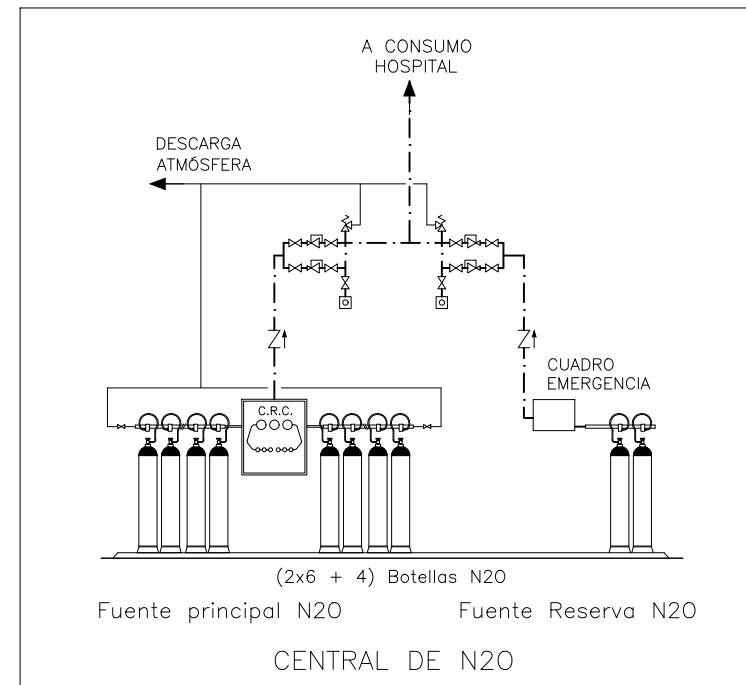 A CONSUMO
HOSPITAL
DESCARGA
ATMÓSFERA
CUADRO
EMERGENCIA
C.R.C.
(2x6 + 4) Botellas N2O
Fuente principal N2O
Fuente Reserva N2O
CENTRAL DE N2O